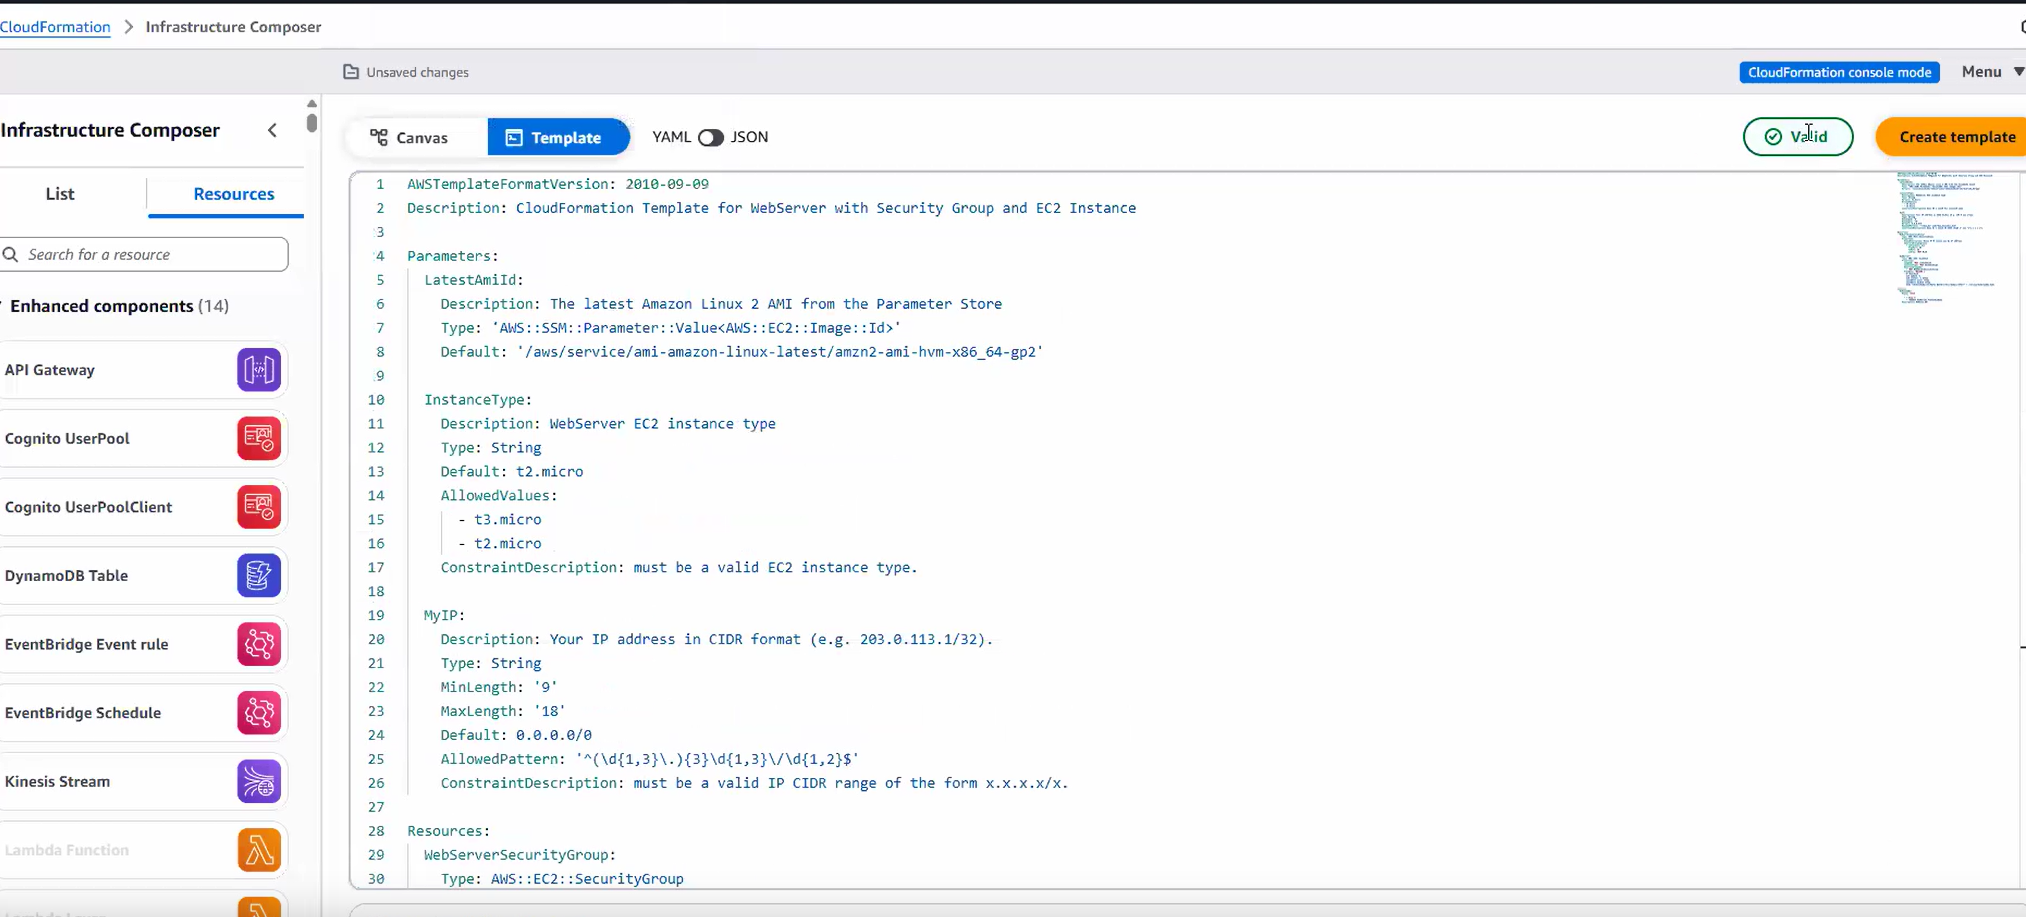 CloudFormation > Infrastructure Composer
Unsaved changes
CloudFormation console mode
Menu
Infrastructure Composer
List
Resources
Search for a resource
Enhanced components (14)
API Gateway
Cognito UserPool
Cognito UserPoolClient
DynamoDB Table
EventBridge Event rule
EventBridge Schedule
Kinesis Stream
Lambda Function
Canvas
Template
YAML
JSON
Valid
Create template
1 AWSTemplateFormatVersion: 2010-09-09
2 Description: CloudFormation Template for WebServer with Security Group and EC2 Instance
3
4 Parameters:
5 LatestAmiId:
6 Description: The latest Amazon Linux 2 AMI from the Parameter Store
7 Type: 'AWS::SSM::Parameter::Value<AWS::EC2::Image::Id>'
8 Default: '/aws/service/ami-amazon-linux-latest/amzn2-ami-hvm-x86_64-gp2'
9
10 InstanceType:
11 Description: WebServer EC2 instance type
12 Type: String
13 Default: t2.micro
14 AllowedValues:
15 - t3.micro
16 - t2.micro
17 ConstraintDescription: must be a valid EC2 instance type.
18
19 MyIP:
20 Description: Your IP address in CIDR format (e.g. 203.0.113.1/32).
21 Type: String
22 MinLength: '9'
23 MaxLength: '18'
24 Default: 0.0.0.0/0
25 AllowedPattern: '^(\d{1,3}\.){3}\d{1,3}\/\d{1,2}$'
26 ConstraintDescription: must be a valid IP CIDR range of the form x.x.x.x/x.
27
28 Resources:
29 WebServerSecurityGroup:
30 Type: AWS::EC2::SecurityGroup